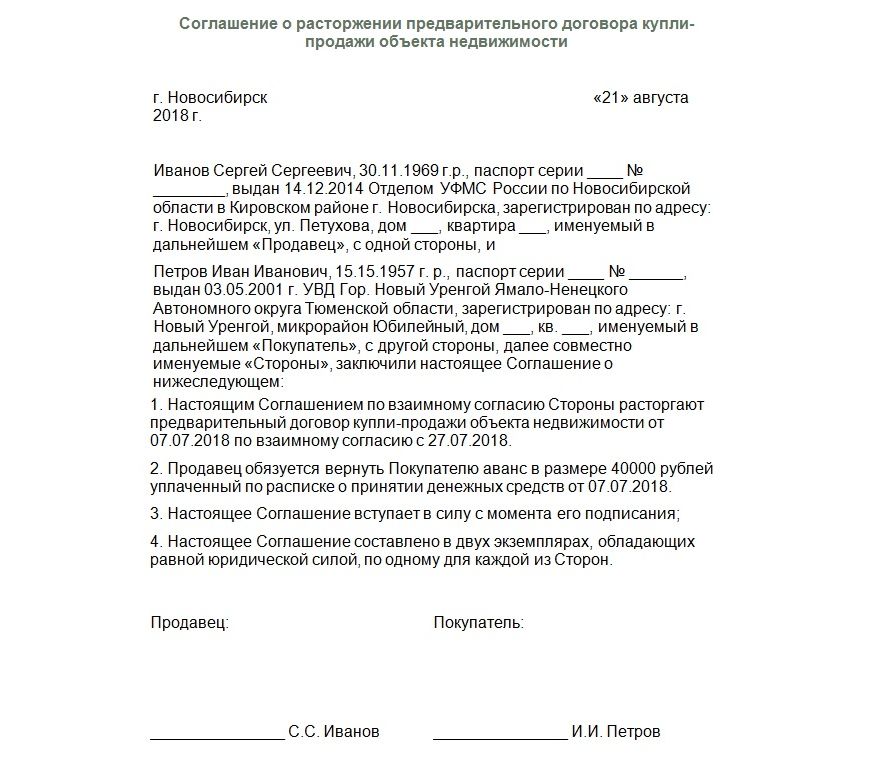 Соглашение о расторжении предварительного договора купли-
продажи объекта недвижимости
г. Новосибирск «21» августа
2018 г.
Иванов Сергей Сергеевич, 30.11.1969 г.р., паспорт серии ____ №
________, выдан 14.12.2014 Отделом УФМС России по Новосибирской
области в Кировском районе г. Новосибирска, зарегистрирован по адресу:
г. Новосибирск, ул. Петухова, дом ___, квартира ___, именуемый в
дальнейшем «Продавец», с одной стороны, и
Петров Иван Иванович, 15.15.1957 г. р., паспорт серии ____ № ______,
выдан 03.05.2001 г. УВД Гор. Новый Уренгой Ямало-Ненецкого
Автономного округа Тюменской области, зарегистрирован по адресу: г.
Новый Уренгой, микрорайон Юбилейный, дом ___, кв. ___, именуемый в
дальнейшем «Покупатель», с другой стороны, далее совместно
именуемые «Стороны», заключили настоящее Соглашение о
нижеследующем:
1. Настоящим Соглашением по взаимному согласию Стороны расторгают
предварительный договор купли-продажи объекта недвижимости от
07.07.2018 по взаимному согласию с 27.07.2018.
2. Продавец обязуется вернуть Покупателю аванс в размере 40000 рублей
уплаченный по расписке о принятии денежных средств от 07.07.2018.
3. Настоящее Соглашение вступает в силу с момента его подписания;
4. Настоящее Соглашение составлено в двух экземплярах, обладающих
равной юридической силой, по одному для каждой из Сторон.
Продавец: Покупатель:
_______________ С.С. Иванов _______________ И.И. Петров